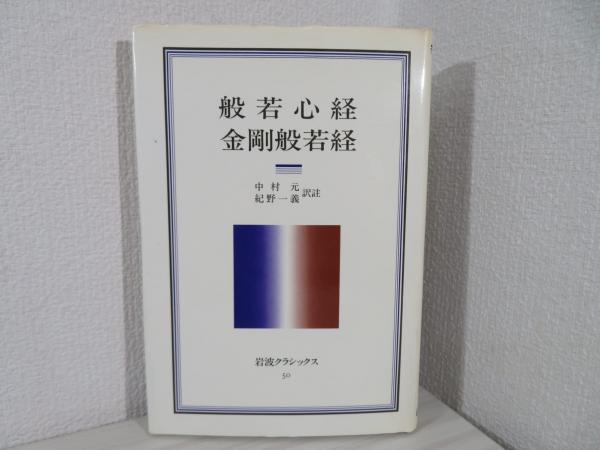 般若心経
金剛般若経
中村 元
紀野一義 訳註
岩波クラシックス
50